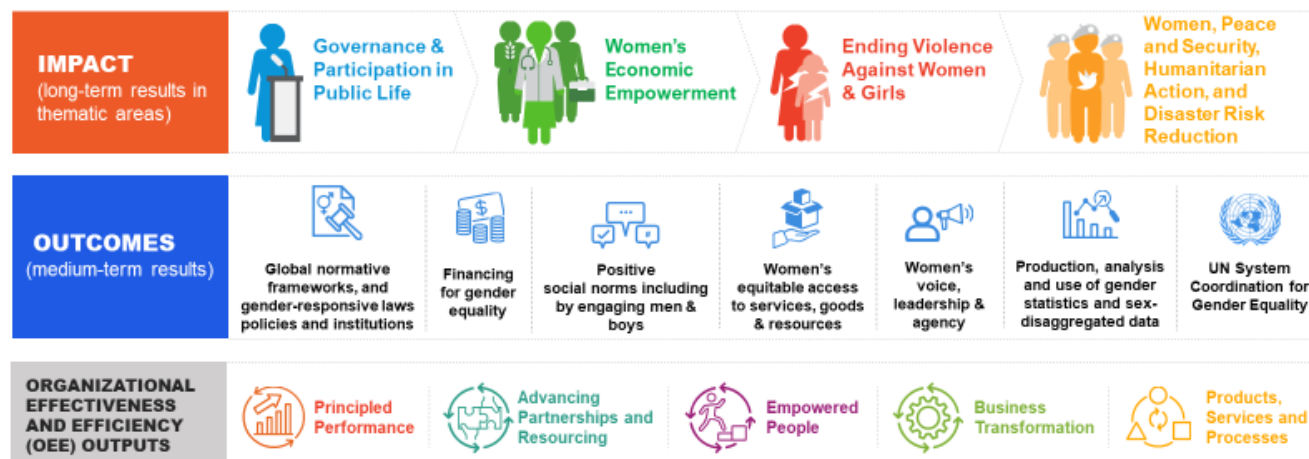 IMPACT
(long-term results in
thematic areas)
Governance &
Participation in
Public Life
Women's
Economic
Empowerment
Ending Violence
Against Women
& Girls
Women, Peace
and Security,
Humanitarian
Action, and
Disaster Risk
Reduction
OUTCOMES
(medium-term results)
Global normative
frameworks, and
gender-responsive laws
policies and institutions
$
Financing
for gender
equality
Positive
social norms including
by engaging men &
boys
Women's
equitable access
to services, goods
& resources
Women's
voice,
leadership &
agency
Production, analysis
and use of gender
statistics and sex-
disaggregated data
UN System
Coordination for
Gender Equality
ORGANIZATIONAL
EFFECTIVENESS
AND EFFICIENCY
(OEE) OUTPUTS
Principled
Performance
Advancing
Partnerships and
Resourcing
Empowered
People
Business
Transformation
Products,
Services and
Processes